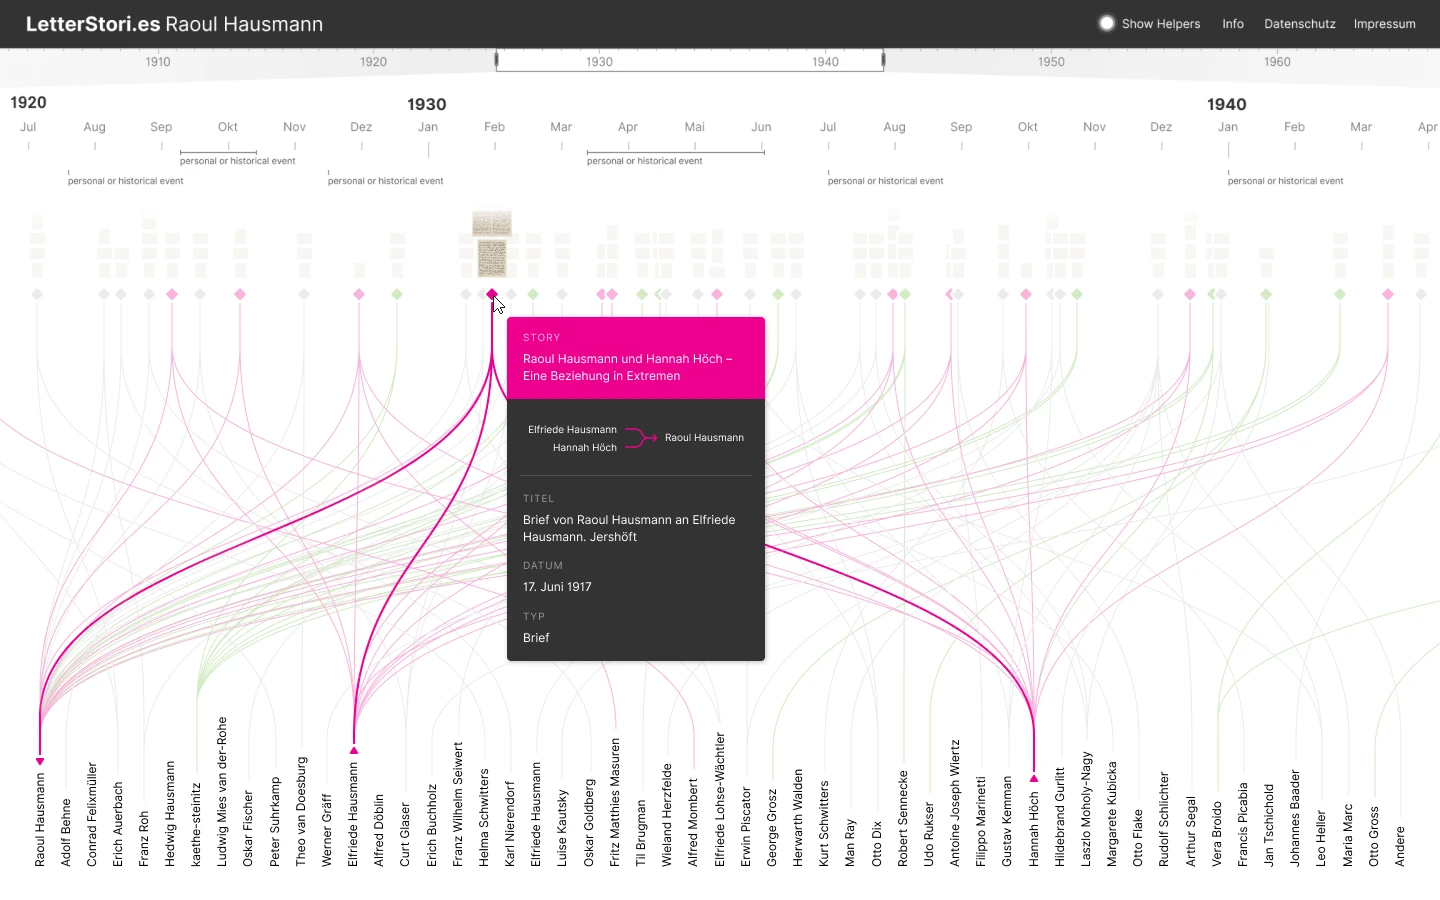 LetterStori.es Raoul Hausmann
Show Helpers Info Datenschutz Impressum
1910 1920 1930 1940 1950 1960
1920 1930 1940
Jul Aug Sep Okt Nov Dez Jan Feb Mar Apr Mai Jun Jul Aug Sep Okt Nov Dez Jan Feb Mar Apr
personal or historical event personal or historical event
personal or historical event personal or historical event personal or historical event personal or historical event
STORY
Raoul Hausmann und Hannah Höch –
Eine Beziehung in Extremen
Elfriede Hausmann
Hannah Höch
Raoul Hausmann
TITEL
Brief von Raoul Hausmann an Elfriede
Hausmann. Jershöft
DATUM
17. Juni 1917
TYP
Brief
Raoul Hausmann
Adolf Behne
Conrad Felixmüller
Erich Auerbach
Franz Roh
Hedwig Hausmann
kaethe-steinitz
Ludwig Mies van der-Rohe
Oskar Fischer
Peter Suhrkamp
Theo van Doesburg
Werner Gräff
Elfriede Hausmann
Alfred Döblin
Curt Glaser
Erich Buchholz
Franz Wilhelm Seiwert
Helma Schwitters
Karl Nierendorf
Elfriede Hausmann
Luise Kautsky
Oskar Goldberg
Fritz Matthies Masuren
Til Brugman
Wieland Herzfelde
Alfred Mombert
Elfriede Lohse-Wächtler
Erwin Piscator
George Grosz
Herwarth Walden
Kurt Schwitters
Man Ray
Otto Dix
Robert Sennecke
Udo Rukser
Antoine Joseph Wiertz
Filippo Marinetti
Gustav Kemman
Hannah Höch
Hildebrand Gurlitt
Laszlo Moholy-Nagy
Margarete Kubicka
Otto Flake
Rudolf Schlichter
Arthur Segal
Vera Broido
Francis Picabia
Jan Tschichold
Johannes Baader
Leo Heller
Maria Marc
Otto Gross
Andere